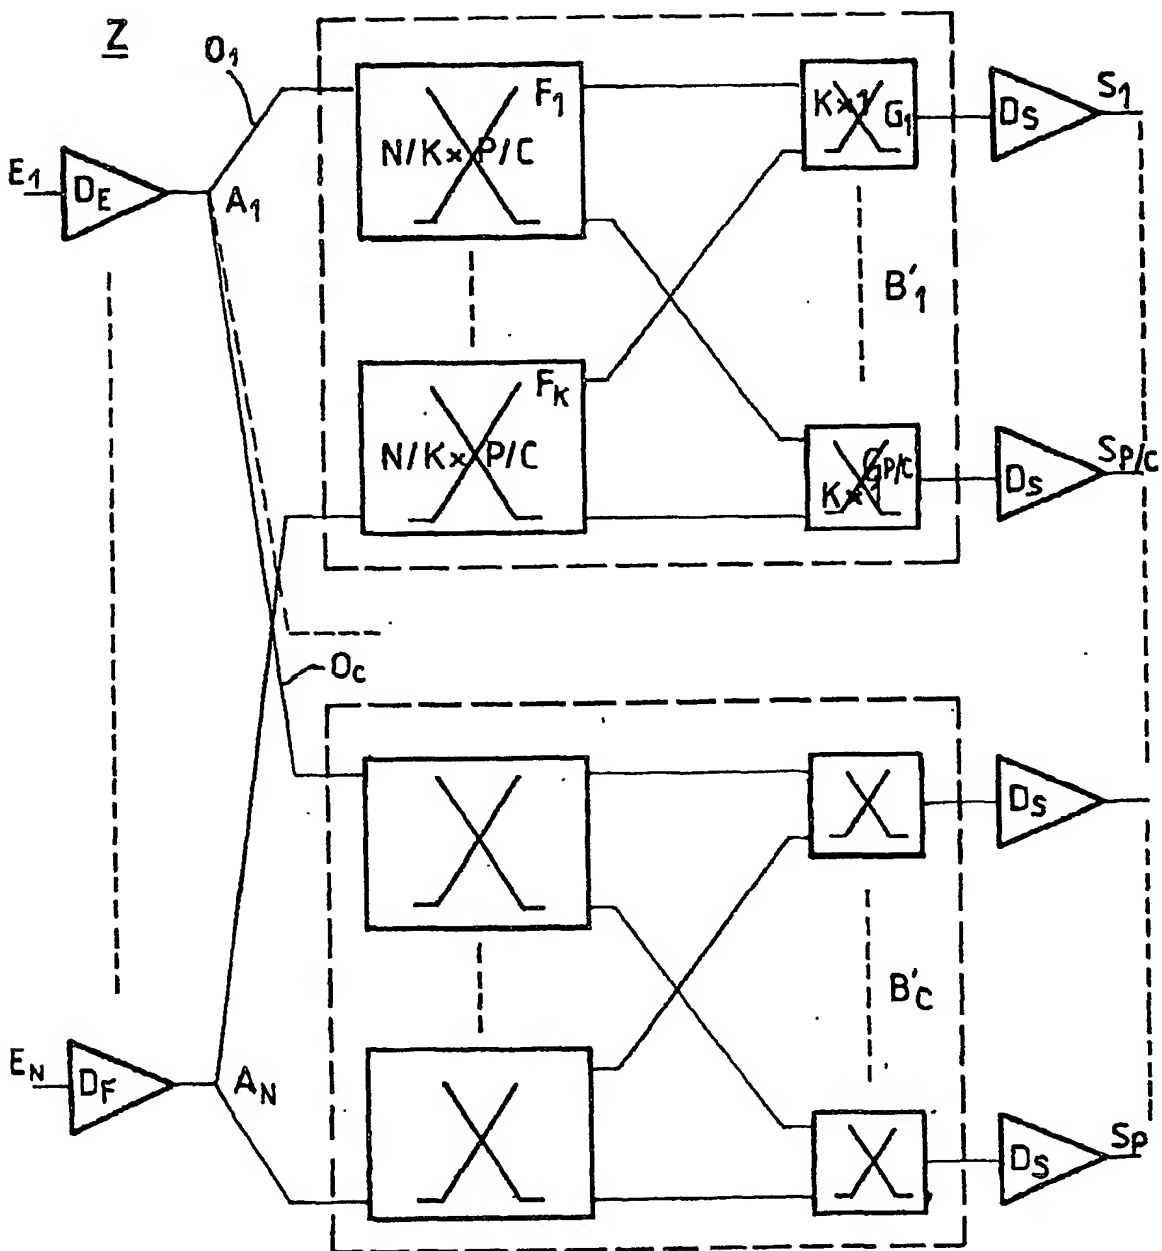 Z
O1
E1
DE
A1
F1
N/K × P/C
K×1
G1
DS
S1
B'1
FK
N/K × P/C
GP/C
K×1
DS
SP/C
Oc
DS
B'C
EN
DF
AN
DS
SP